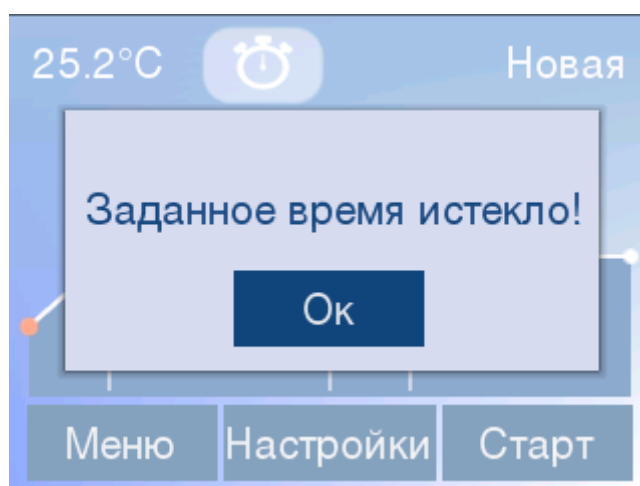 25.2°C
Новая
Заданное время истекло!
Ок
Меню
Настройки
Старт